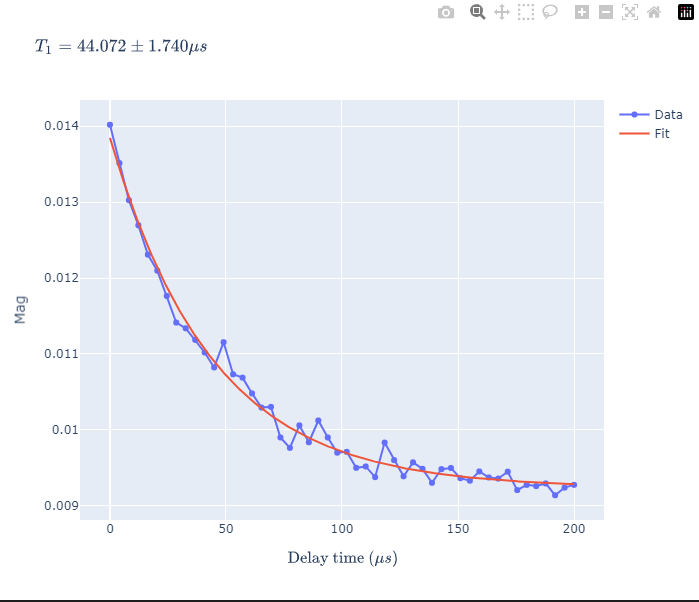 T₁ = 44.072 ± 1.740μs
Data
Fit
0.014
0.013
0.012
0.011
0.01
0.009
Mag
0 50 100 150 200
Delay time (μs)